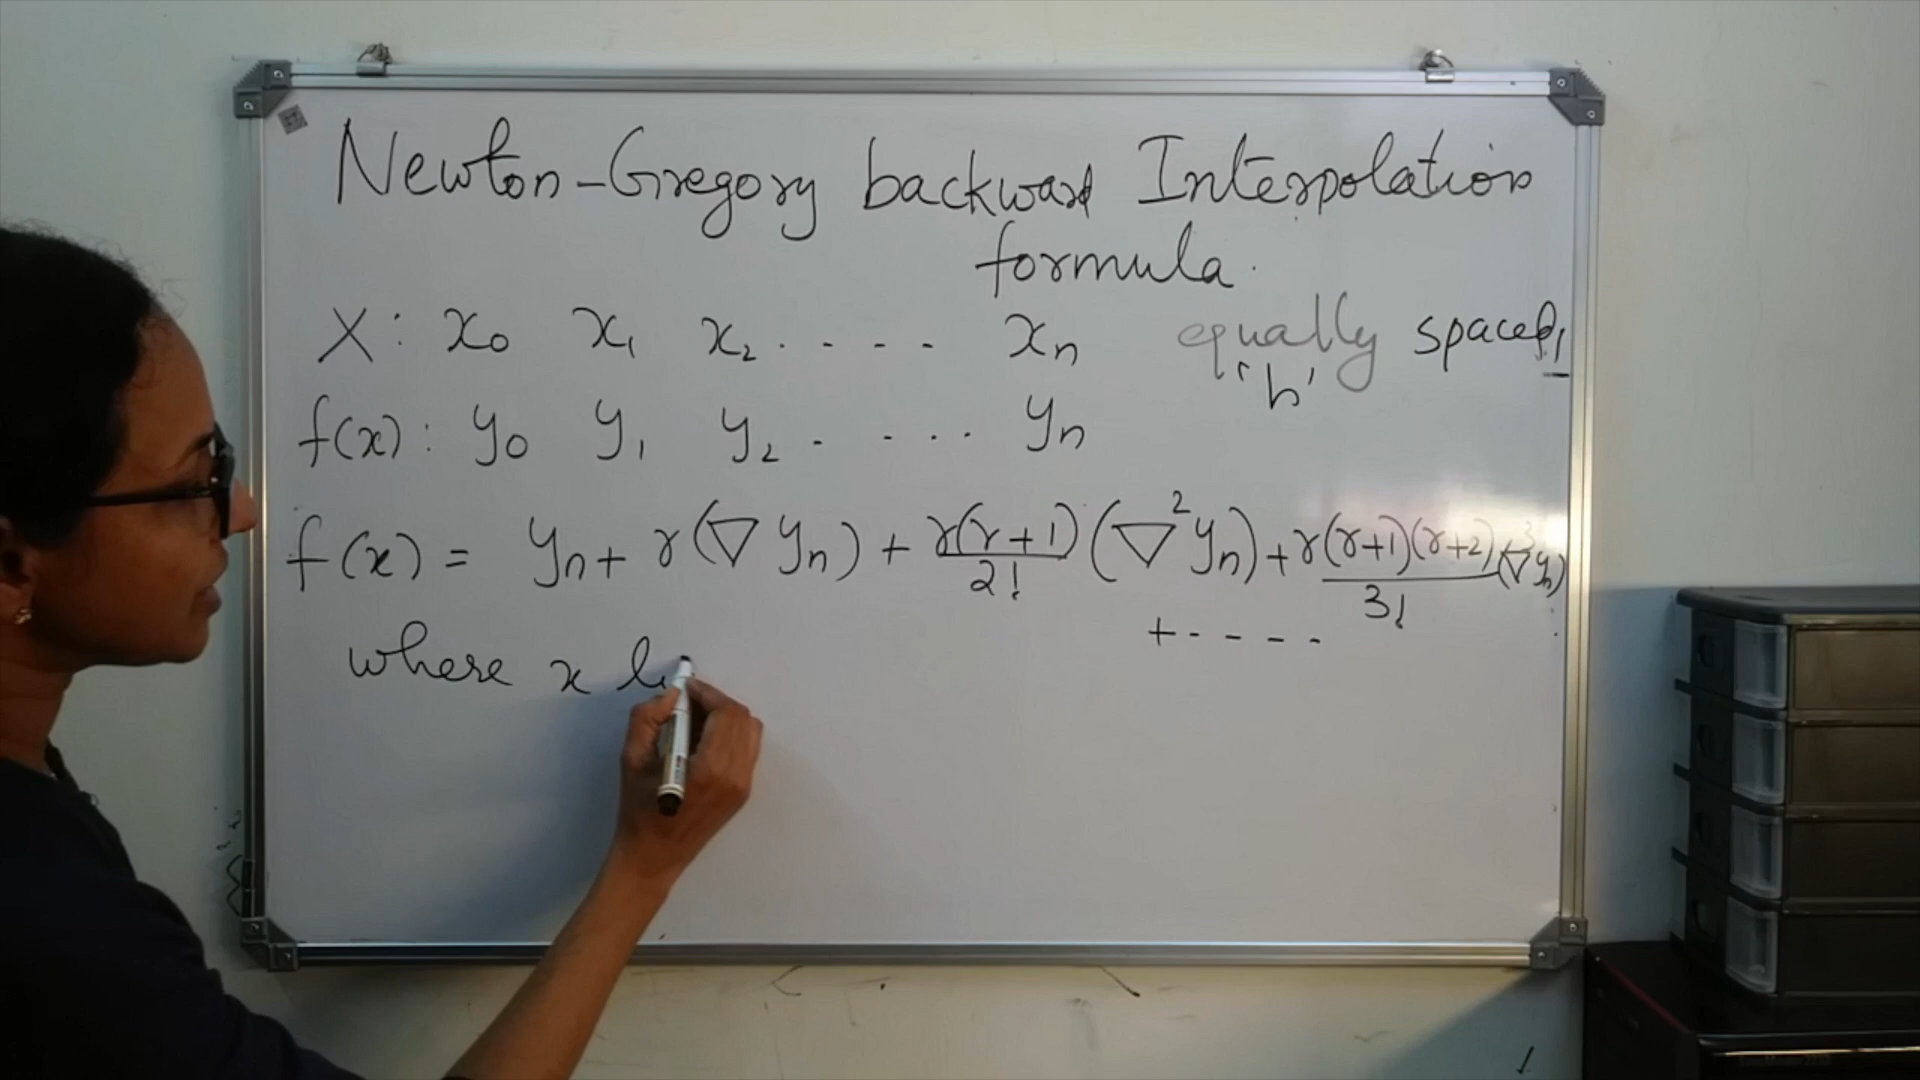 Newton-Gregory backward Interpolation
formula.
X: x₀ x₁ x₂ . . . . . xₙ equally spaced,
'h'
f(x): y₀ y₁ y₂ . . . . yₙ
f(x) = yₙ + r(∇yₙ) + r(r+1)/2! (∇²yₙ) + r(r+1)(r+2)/3! (∇³yₙ)
+ - - - -
where x li